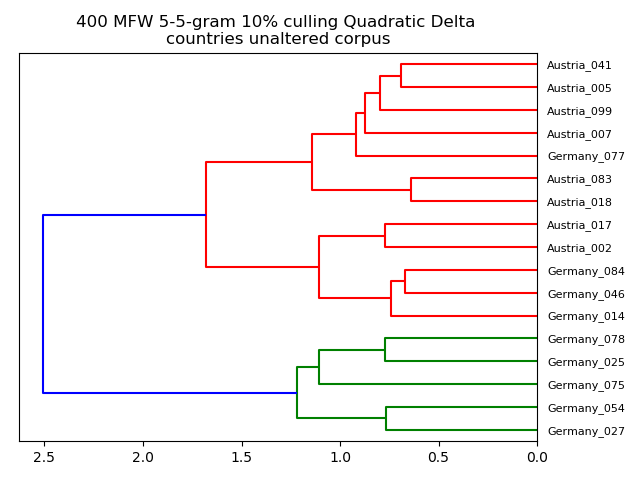 400 MFW 5-5-gram 10% culling Quadratic Delta
countries unaltered corpus
Austria_041
Austria_005
Austria_099
Austria_007
Germany_077
Austria_083
Austria_018
Austria_017
Austria_002
Germany_084
Germany_046
Germany_014
Germany_078
Germany_025
Germany_075
Germany_054
Germany_027
2.5 2.0 1.5 1.0 0.5 0.0